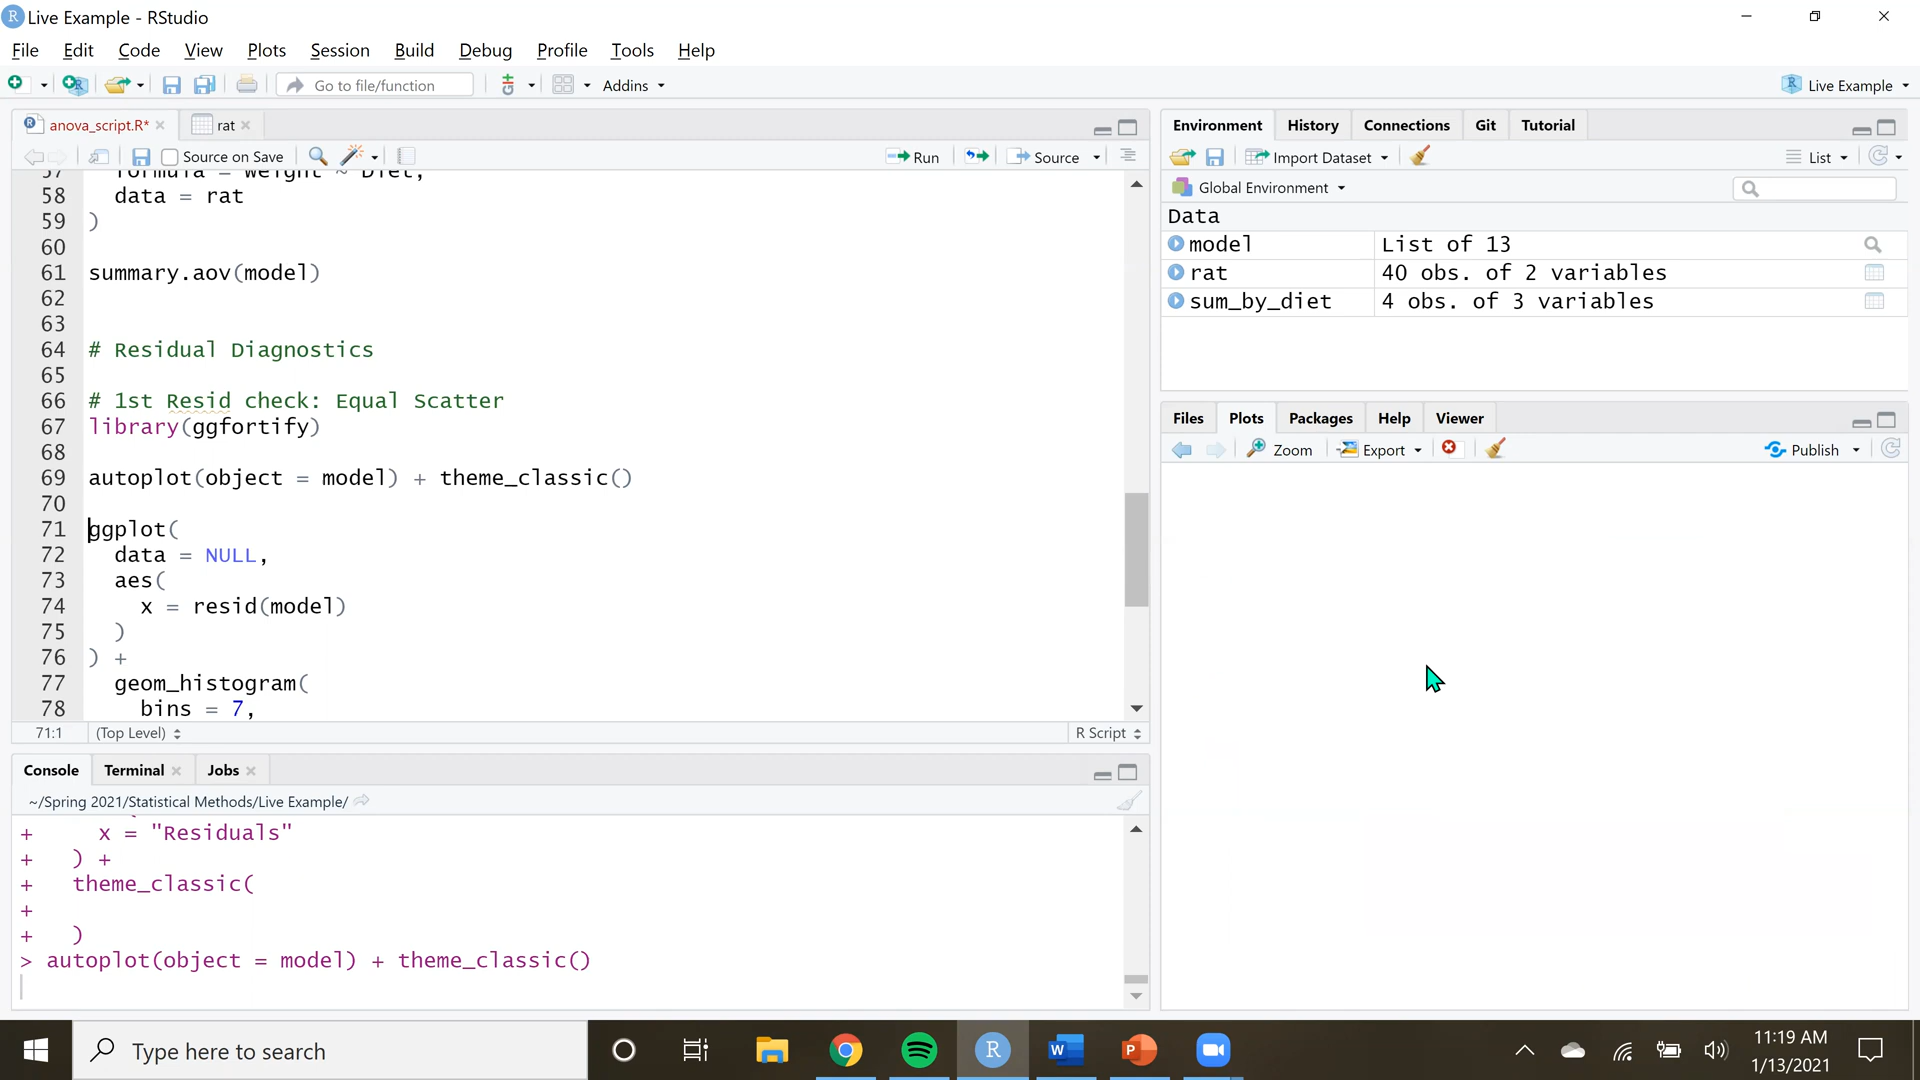 Live Example - RStudio
File Edit Code View Plots Session Build Debug Profile Tools Help
Go to file/function Addins Live Example
anova_script.R* rat
Source on Save Run Source
57 formula = Weight ~ Diet,
58 data = rat
59 )
60
61 summary.aov(model)
62
63
64 # Residual Diagnostics
65
66 # 1st Resid check: Equal Scatter
67 library(ggfortify)
68
69 autoplot(object = model) + theme_classic()
70
71 ggplot(
72 data = NULL,
73 aes(
74 x = resid(model)
75 )
76 ) +
77 geom_histogram(
78 bins = 7,
71:1 (Top Level) R Script
Console Terminal Jobs
~/Spring 2021/Statistical Methods/Live Example/
+ x = "Residuals"
+ ) +
+ theme_classic(
+
+ )
> autoplot(object = model) + theme_classic()
Environment History Connections Git Tutorial
Import Dataset List
Global Environment
Data
model List of 13
rat 40 obs. of 2 variables
sum_by_diet 4 obs. of 3 variables
Files Plots Packages Help Viewer
Zoom Export Publish
Type here to search
11:19 AM
1/13/2021